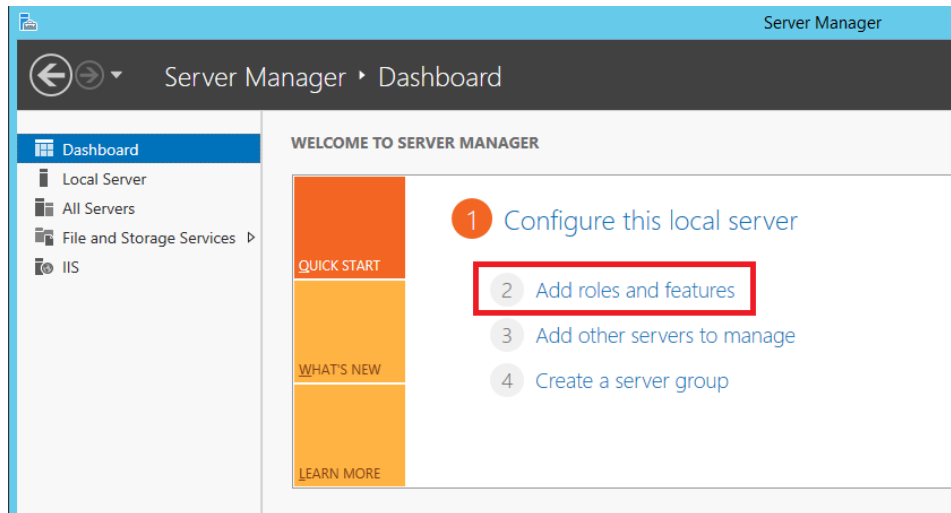 Server Manager
Server Manager ‣ Dashboard
Dashboard
Local Server
All Servers
File and Storage Services
IIS
WELCOME TO SERVER MANAGER
QUICK START
WHAT'S NEW
LEARN MORE
1 Configure this local server
2 Add roles and features
3 Add other servers to manage
4 Create a server group